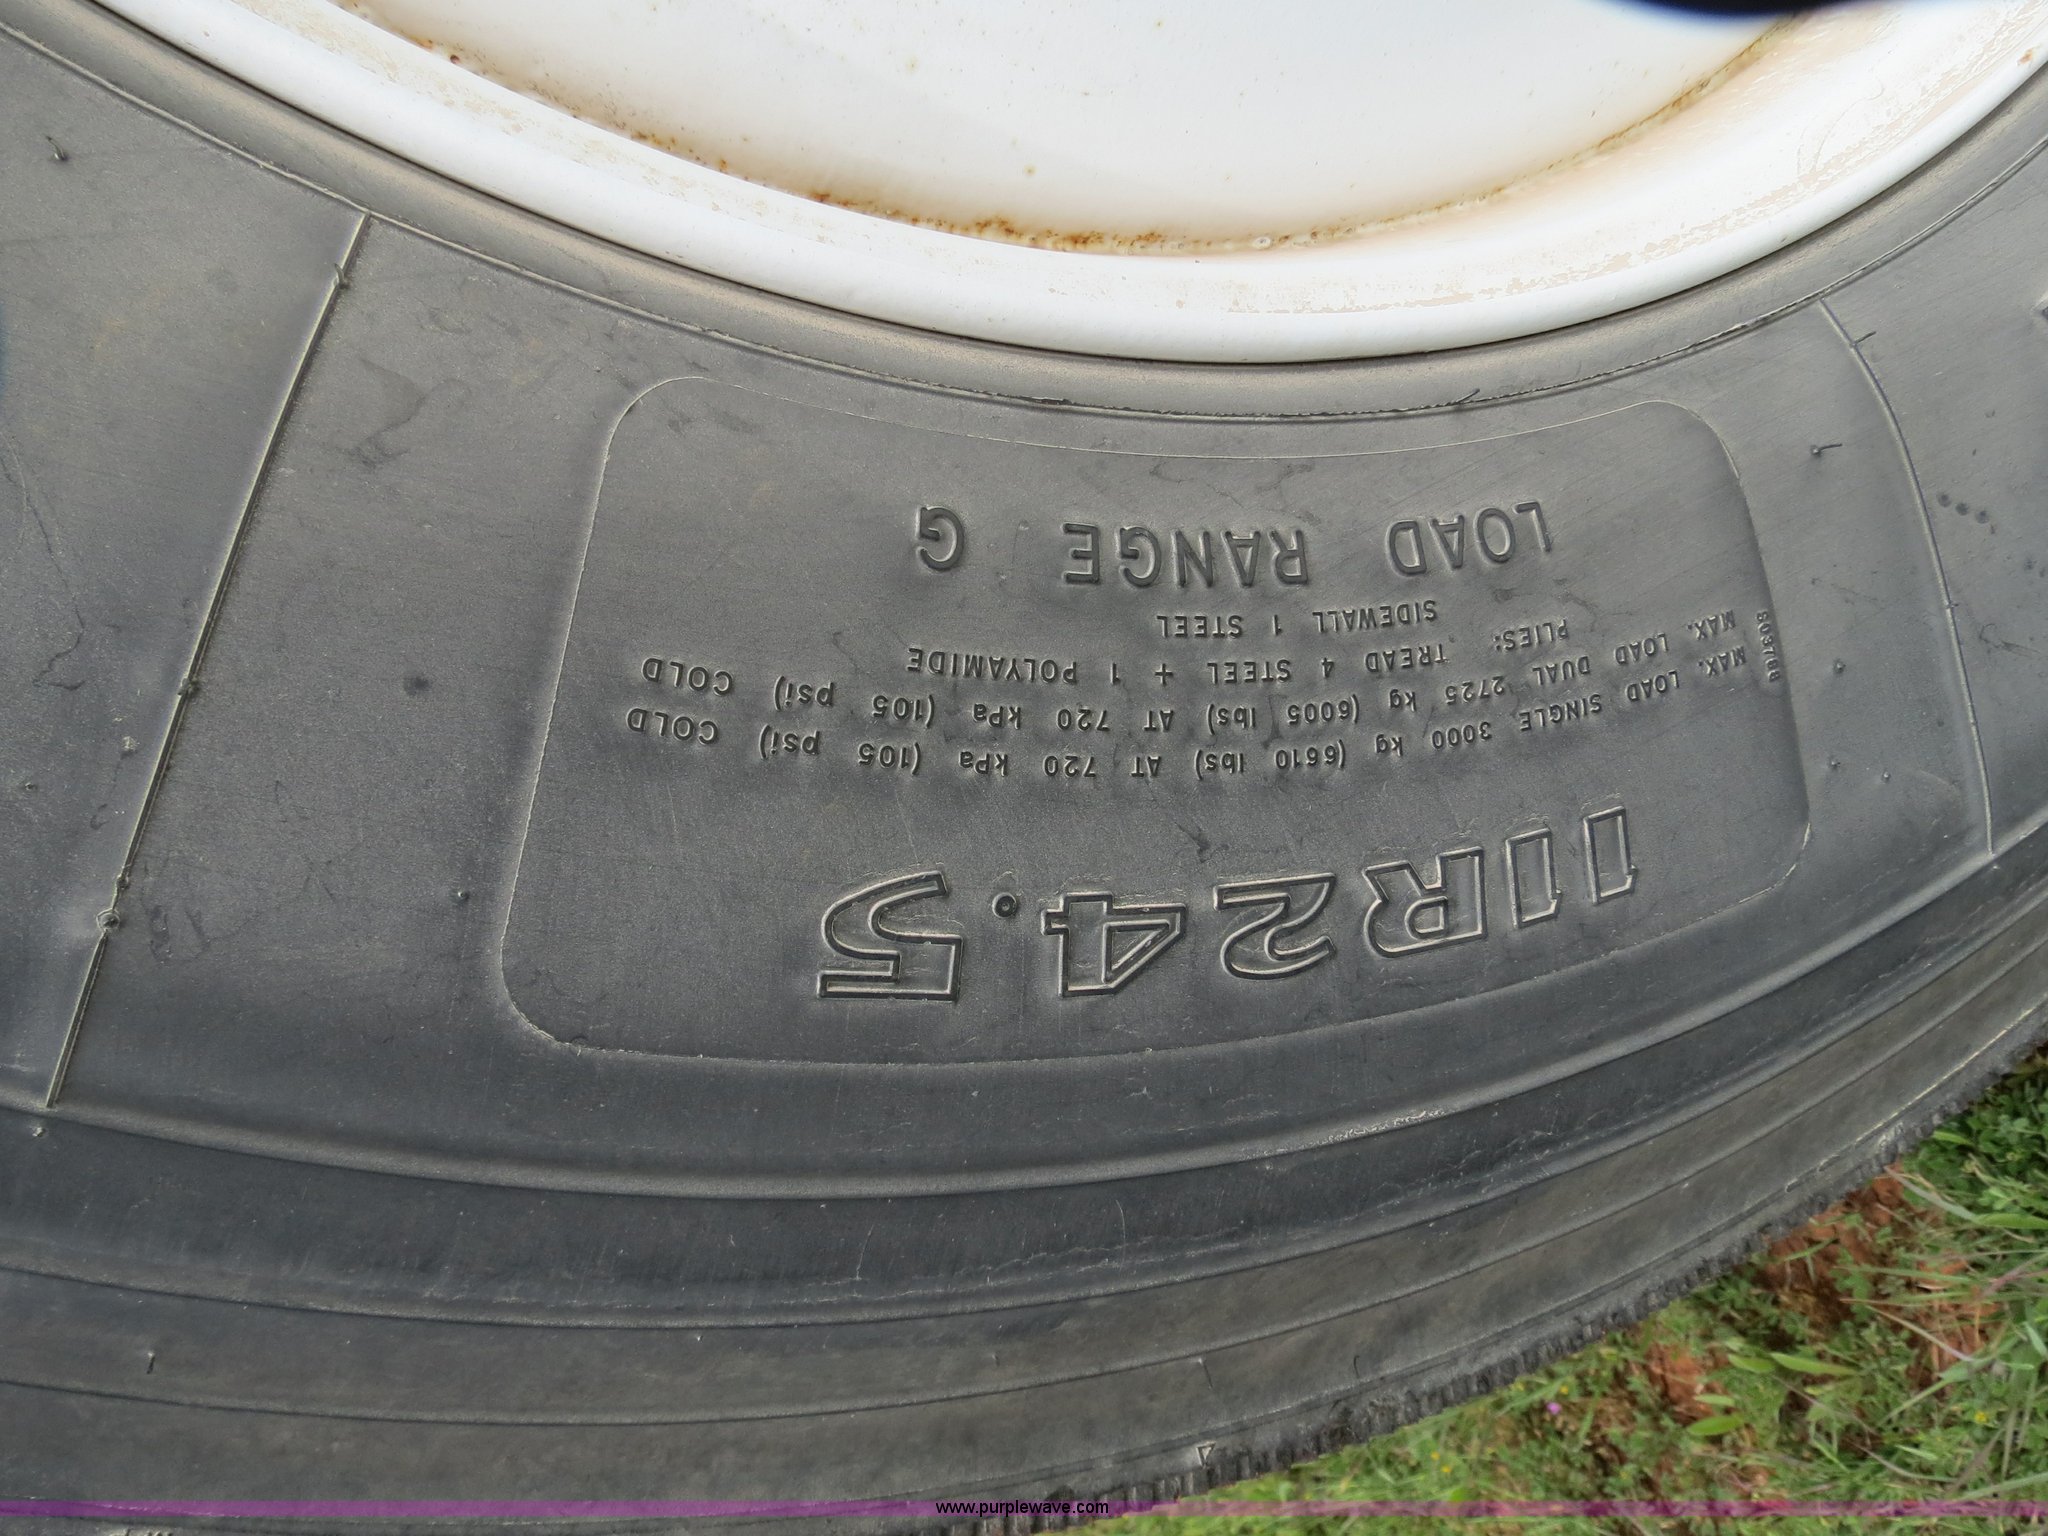 11R24.5
MAX. LOAD SINGLE 3000 kg (6610 lbs) AT 720 kPa (105 psi) COLD
MAX. LOAD DUAL 2725 kg (6005 lbs) AT 720 kPa (105 psi) COLD
PLIES: TREAD 4 STEEL + 1 POLYAMIDE
SIDEWALL 1 STEEL
LOAD RANGE G
www.purplewave.com